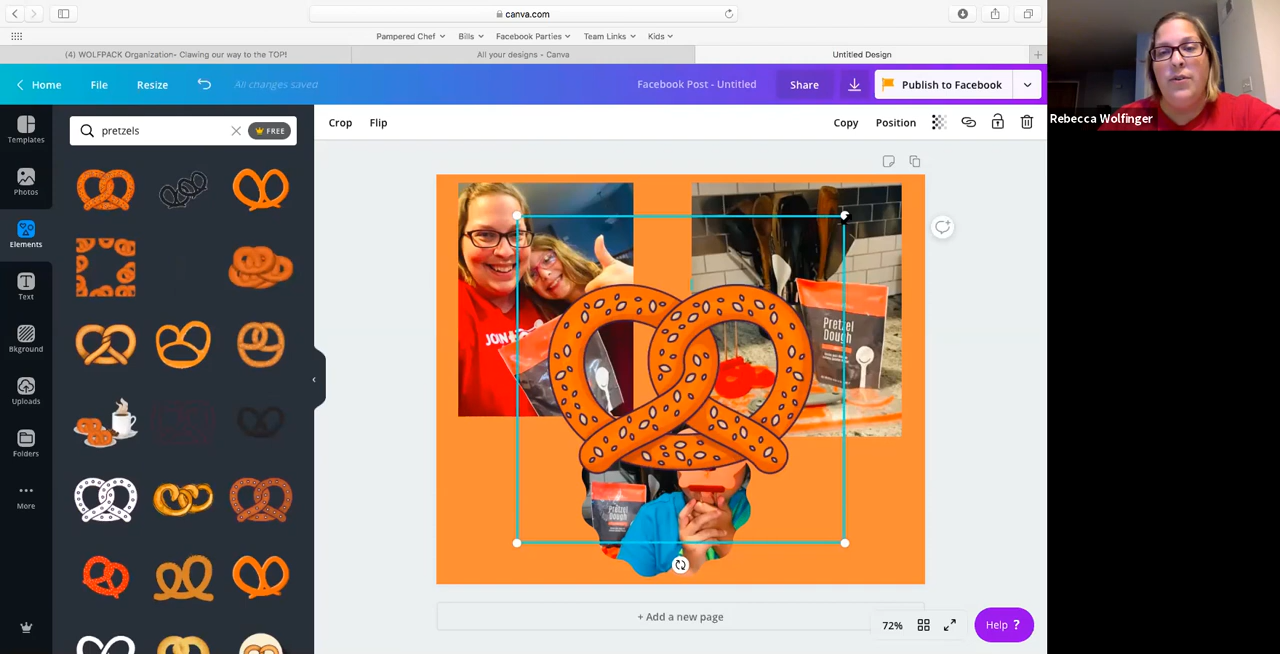 canva.com
Pampered Chef
Bills
Facebook Parties
Team Links
Kids
(4) WOLFPACK Organization- Clawing our way to the TOP!
All your designs - Canva
Untitled Design
Home
File
Resize
All changes saved
Facebook Post - Untitled
Share
Publish to Facebook
Templates
Photos
Elements
Text
Bkground
Uploads
Folders
More
pretzels
FREE
Crop
Flip
Copy
Position
JON
Pretzel
Dough
Pretzel
Dough
+ Add a new page
72%
Help ?
Rebecca Wolfinger